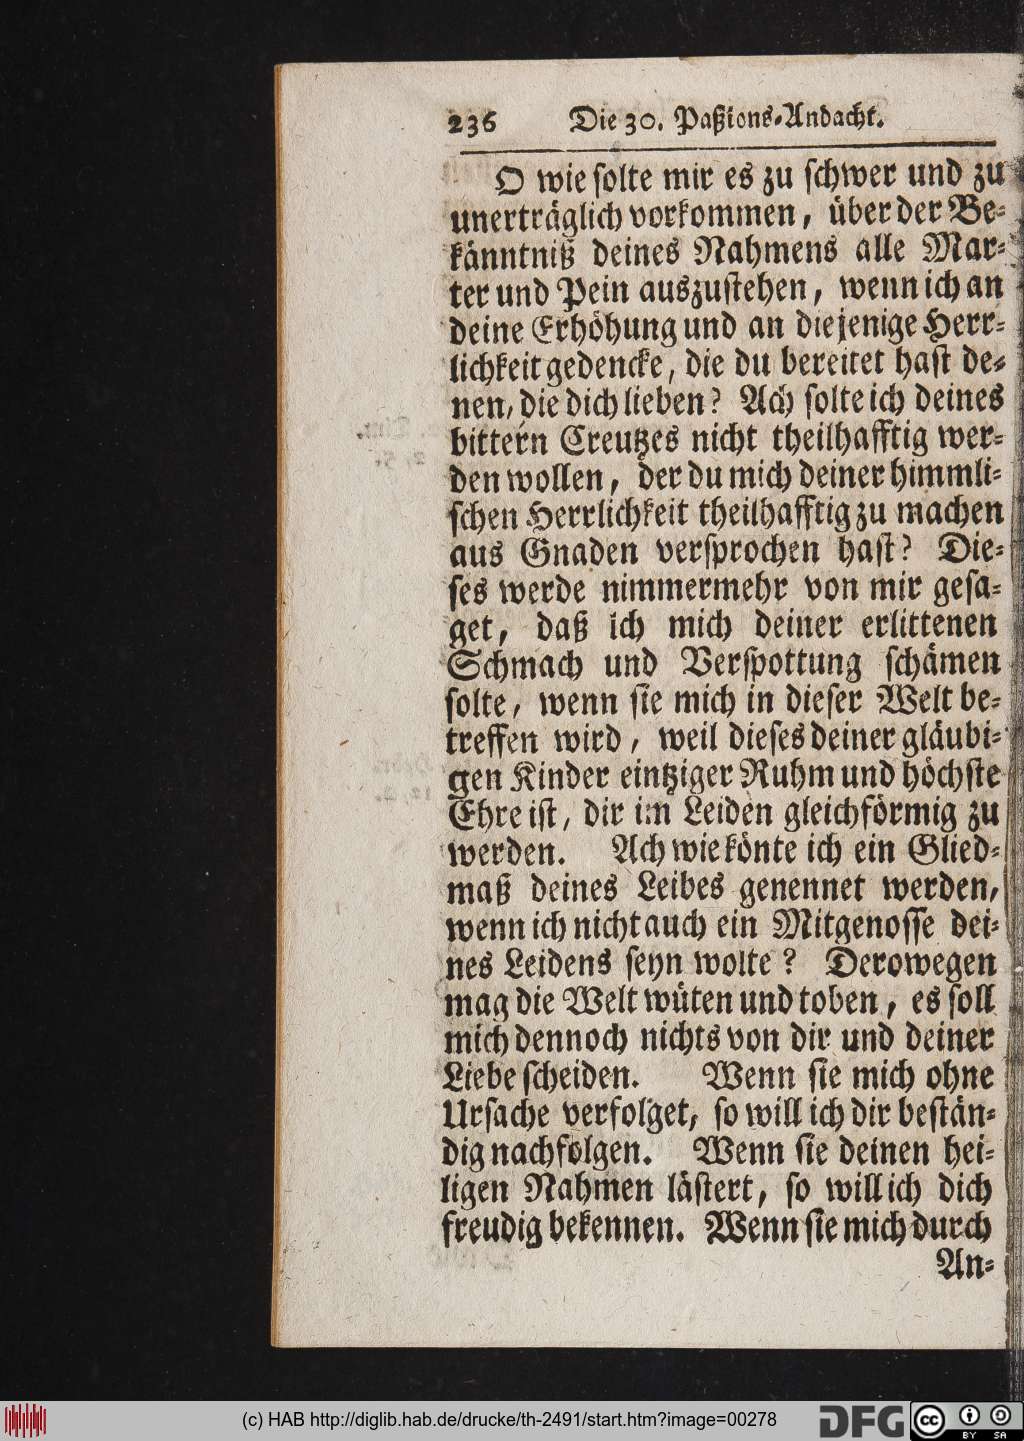 236 Die 30. Paßions-Andacht.
O wie solte mir es zu schwer und zu
unerträglich vorkommen, über der Be-
känntniß deines Nahmens alle Mar-
ter und Pein auszustehen, wenn ich an
deine Erhöhung und an diejenige Herr-
lichkeit gedencke, die du bereitet hast de-
nen, die dich lieben? Ach solte ich deines
bittern Creutzes nicht theilhafftig wer-
den wollen, der du mich deiner himmli-
schen Herrlichkeit theilhafftig zu machen
aus Gnaden versprochen hast? Die-
ses werde nimmermehr von mir gesa-
get, daß ich mich deiner erlittenen
Schmach und Verspottung schämen
solte, wenn sie mich in dieser Welt be-
treffen wird, weil dieses deiner gläubi-
gen Kinder eintziger Ruhm und höchste
Ehre ist, dir im Leiden gleichförmig zu
werden. Ach wie könte ich ein Glied-
maß deines Leibes genennet werden,
wenn ich nicht auch ein Mitgenosse dei-
nes Leidens seyn wolte? Derowegen
mag die Welt wüten und toben, es soll
mich dennoch nichts von dir und deiner
Liebe scheiden. Wenn sie mich ohne
Ursache verfolget, so will ich dir bestän-
dig nachfolgen. Wenn sie deinen hei-
ligen Nahmen lästert, so will ich dich
freudig bekennen. Wenn sie mich durch
An-
(c) HAB http://diglib.hab.de/drucke/th-2491/start.htm?image=00278
DFG
cc BY SA